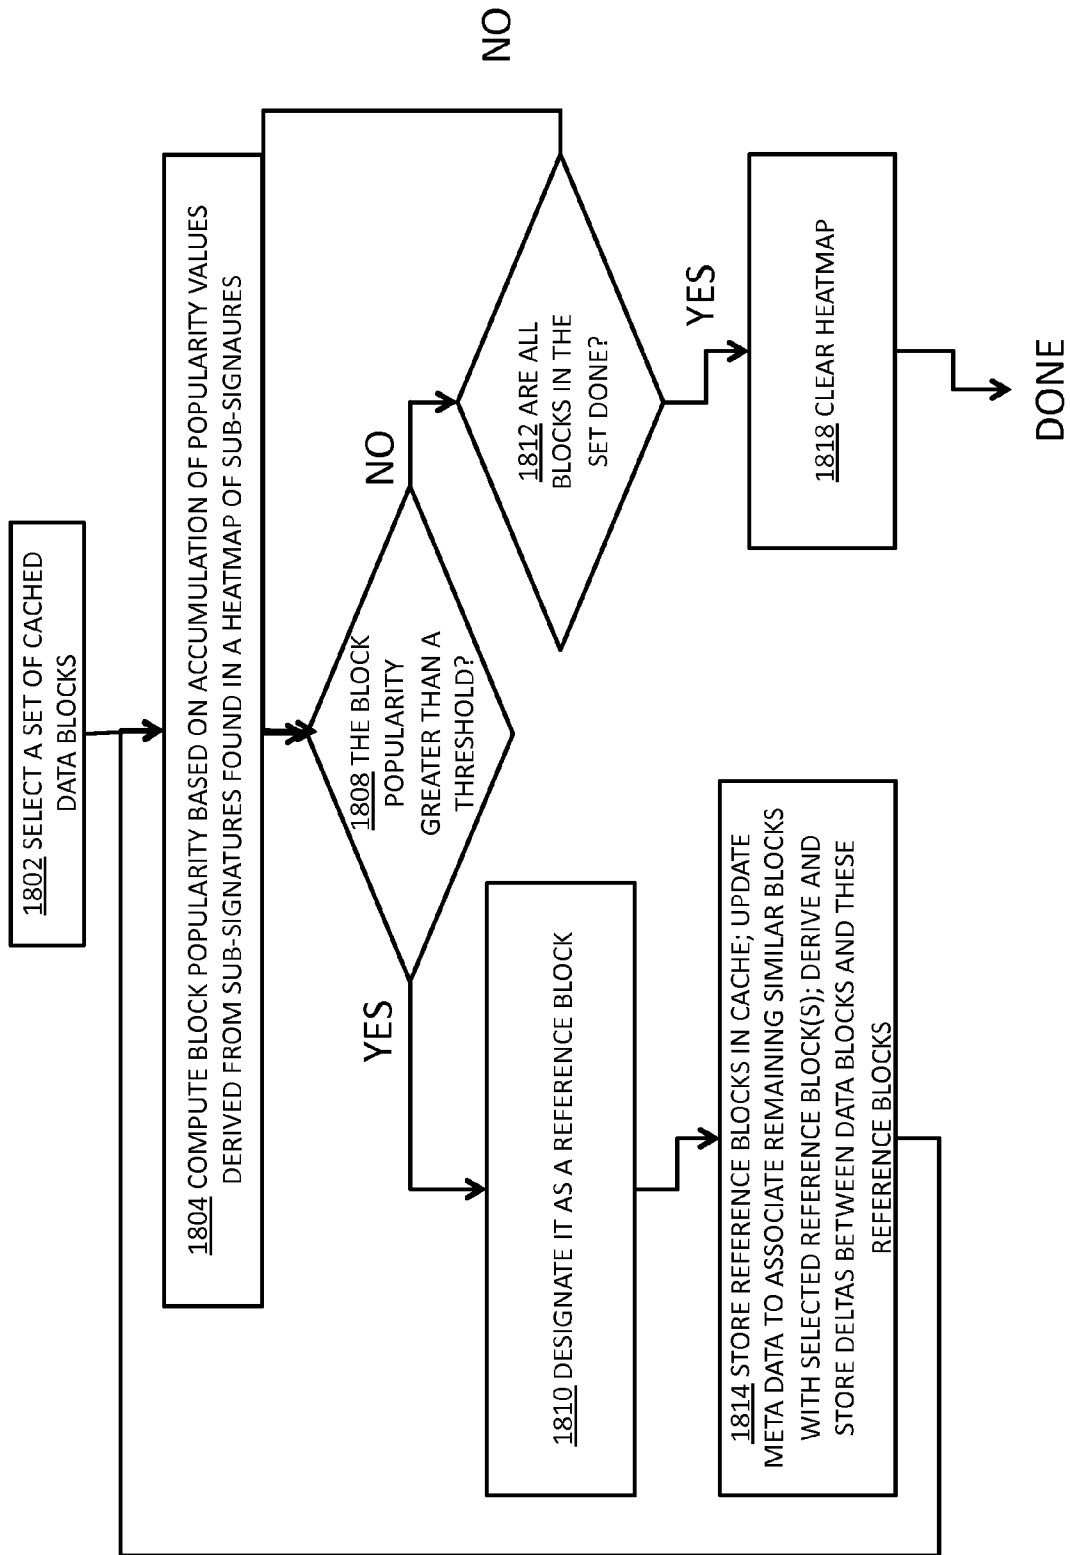 1802 SELECT A SET OF CACHED
DATA BLOCKS
1804 COMPUTE BLOCK POPULARITY BASED ON ACCUMULATION OF POPULARITY VALUES
DERIVED FROM SUB-SIGNATURES FOUND IN A HEATMAP OF SUB-SIGNAURES
1808 THE BLOCK
POPULARITY
GREATER THAN A
THRESHOLD?
YES
NO
1810 DESIGNATE IT AS A REFERENCE BLOCK
1812 ARE ALL
BLOCKS IN THE
SET DONE?
NO
YES
1814 STORE REFERENCE BLOCKS IN CACHE; UPDATE
META DATA TO ASSOCIATE REMAINING SIMILAR BLOCKS
WITH SELECTED REFERENCE BLOCK(S); DERIVE AND
STORE DELTAS BETWEEN DATA BLOCKS AND THESE
REFERENCE BLOCKS
1818 CLEAR HEATMAP
DONE